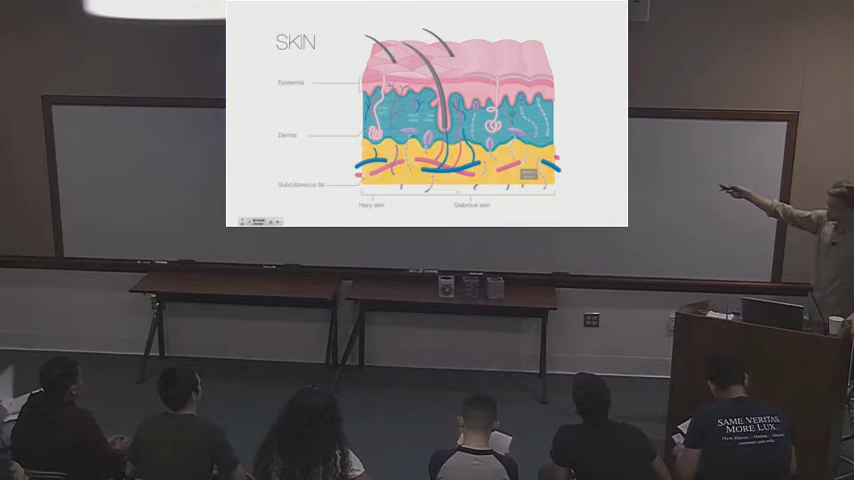 SKIN
Epidermis
Dermis
Subcutaneous fat
Hairy skin
Glabrous skin
SAME VERITAS.
MORE LUX.